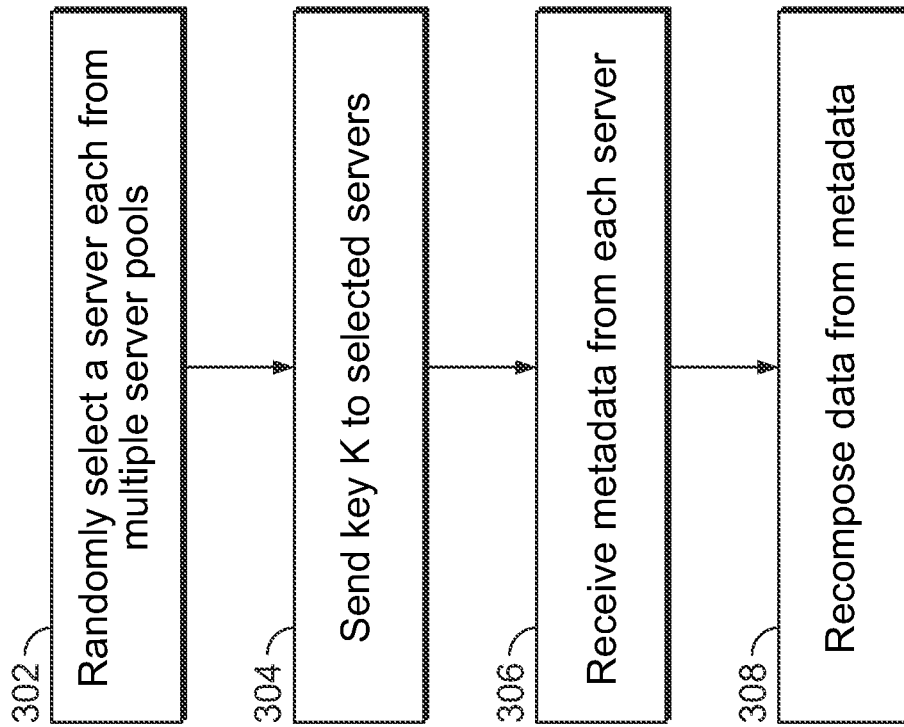 302
Randomly select a server each from
multiple server pools
304
Send key K to selected servers
306
Receive metadata from each server
308
Recompose data from metadata